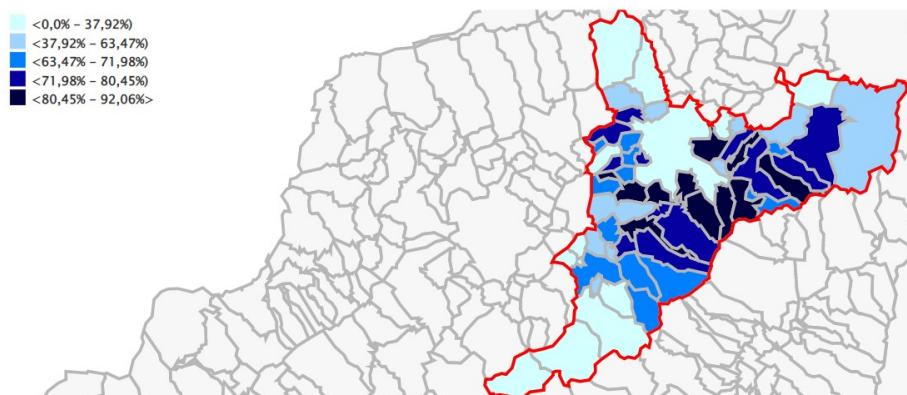 <0,0% – 37,92%)
<37,92% – 63,47%)
<63,47% – 71,98%)
<71,98% – 80,45%)
<80,45% – 92,06%>